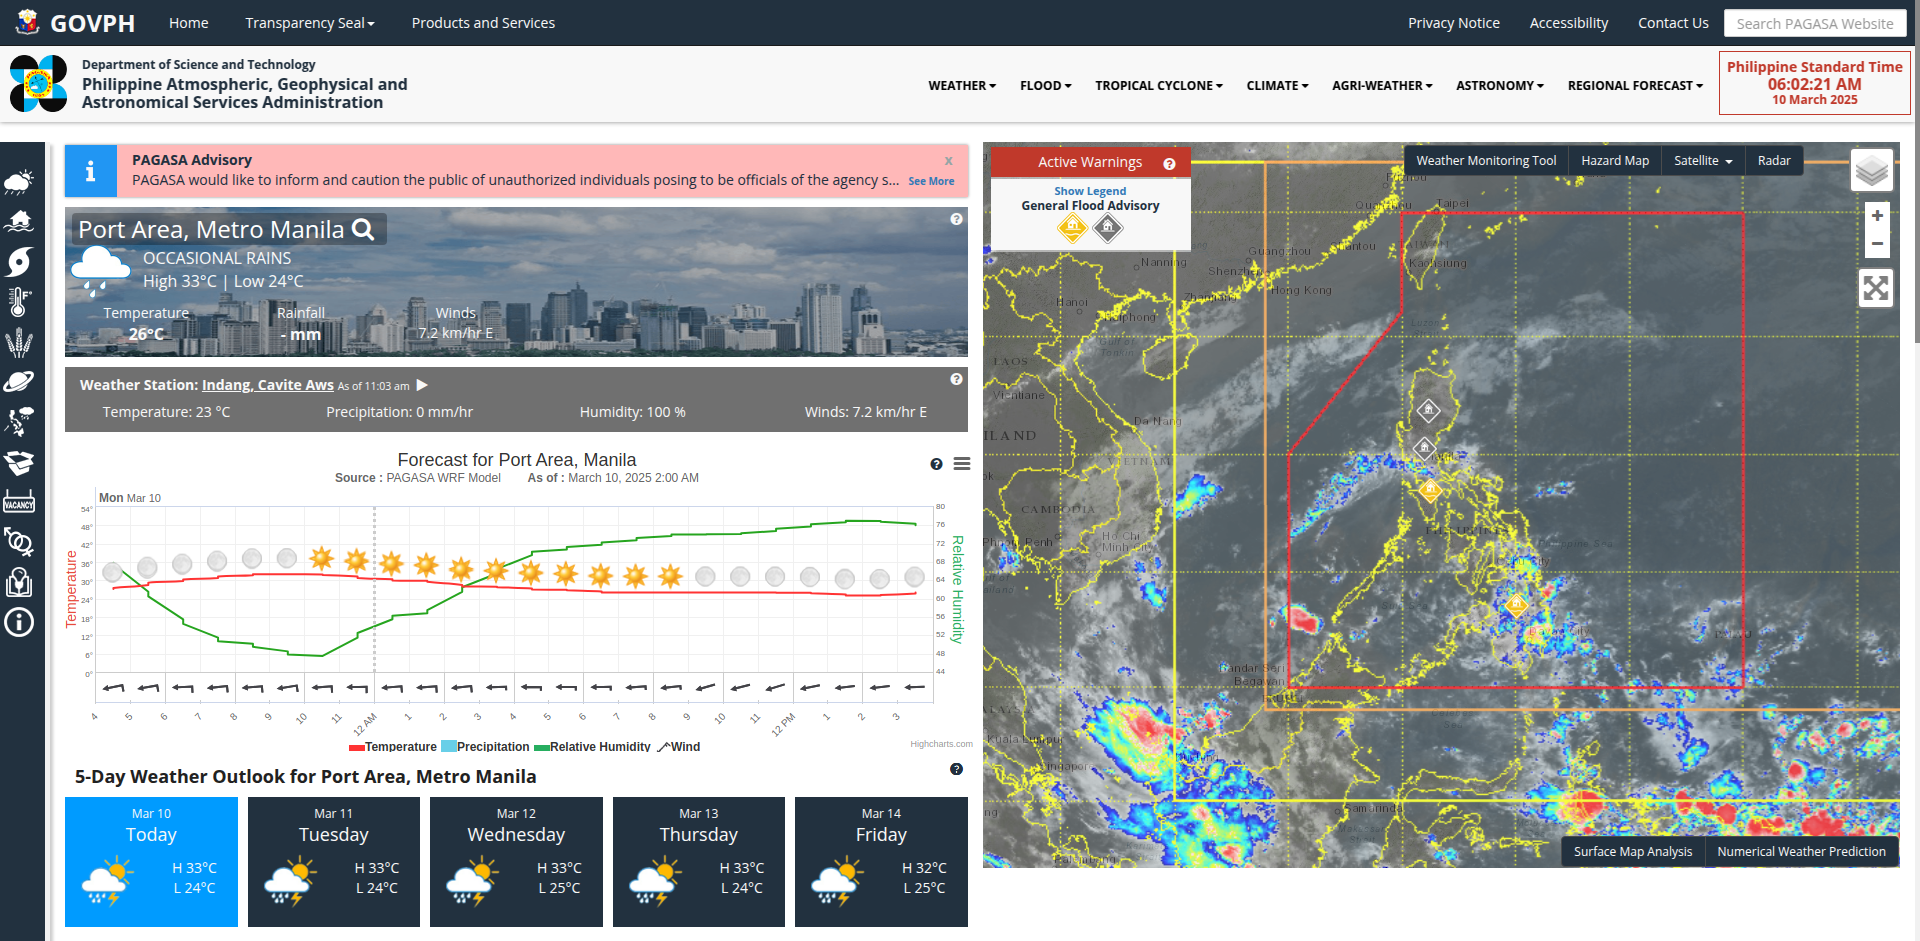 GOVPH
Home
Transparency Seal
Products and Services
Privacy Notice
Accessibility
Contact Us
Search PAGASA Website
Department of Science and Technology
Philippine Atmospheric, Geophysical and
Astronomical Services Administration
WEATHER
FLOOD
TROPICAL CYCLONE
CLIMATE
AGRI-WEATHER
ASTRONOMY
REGIONAL FORECAST
Philippine Standard Time
06:02:21 AM
10 March 2025
VACANCY
PAGASA Advisory
x
PAGASA would like to inform and caution the public of unauthorized individuals posing to be officials of the agency s...
See More
Port Area, Metro Manila
OCCASIONAL RAINS
High 33°C | Low 24°C
Temperature
26°C
Rainfall
- mm
Winds
7.2 km/hr E
Weather Station: Indang, Cavite Aws As of 11:03 am
Temperature: 23 °C
Precipitation: 0 mm/hr
Humidity: 100 %
Winds: 7.2 km/hr E
Forecast for Port Area, Manila
Source : PAGASA WRF Model As of : March 10, 2025 2:00 AM
Mon Mar 10
Temperature
54°
48°
42°
36°
30°
24°
18°
12°
6°
0°
80
76
72
68
64
60
56
52
48
44
Relative Humidity
4
5
6
7
8
9
10
11
12 AM
1
2
3
4
5
6
7
8
9
10
11
12 PM
1
2
3
Temperature
Precipitation
Relative Humidity
Wind
Highcharts.com
5-Day Weather Outlook for Port Area, Metro Manila
Mar 10
Today
H 33°C
L 24°C
Mar 11
Tuesday
H 33°C
L 24°C
Mar 12
Wednesday
H 33°C
L 25°C
Mar 13
Thursday
H 33°C
L 24°C
Mar 14
Friday
H 32°C
L 25°C
Active Warnings
Show Legend
General Flood Advisory
Weather Monitoring Tool
Hazard Map
Satellite
Radar
+
−
Taipei
Guangzhou
Nanning
Shenzhen
Kaohsiung
Hong Kong
Hanoi
LAOS
Vientiane
Da Nang
VIETNAM
CAMBODIA
Ho Chi
Minh City
Bandar Seri
Begawan
Kuala Lumpur
Samarinda
Surface Map Analysis
Numerical Weather Prediction